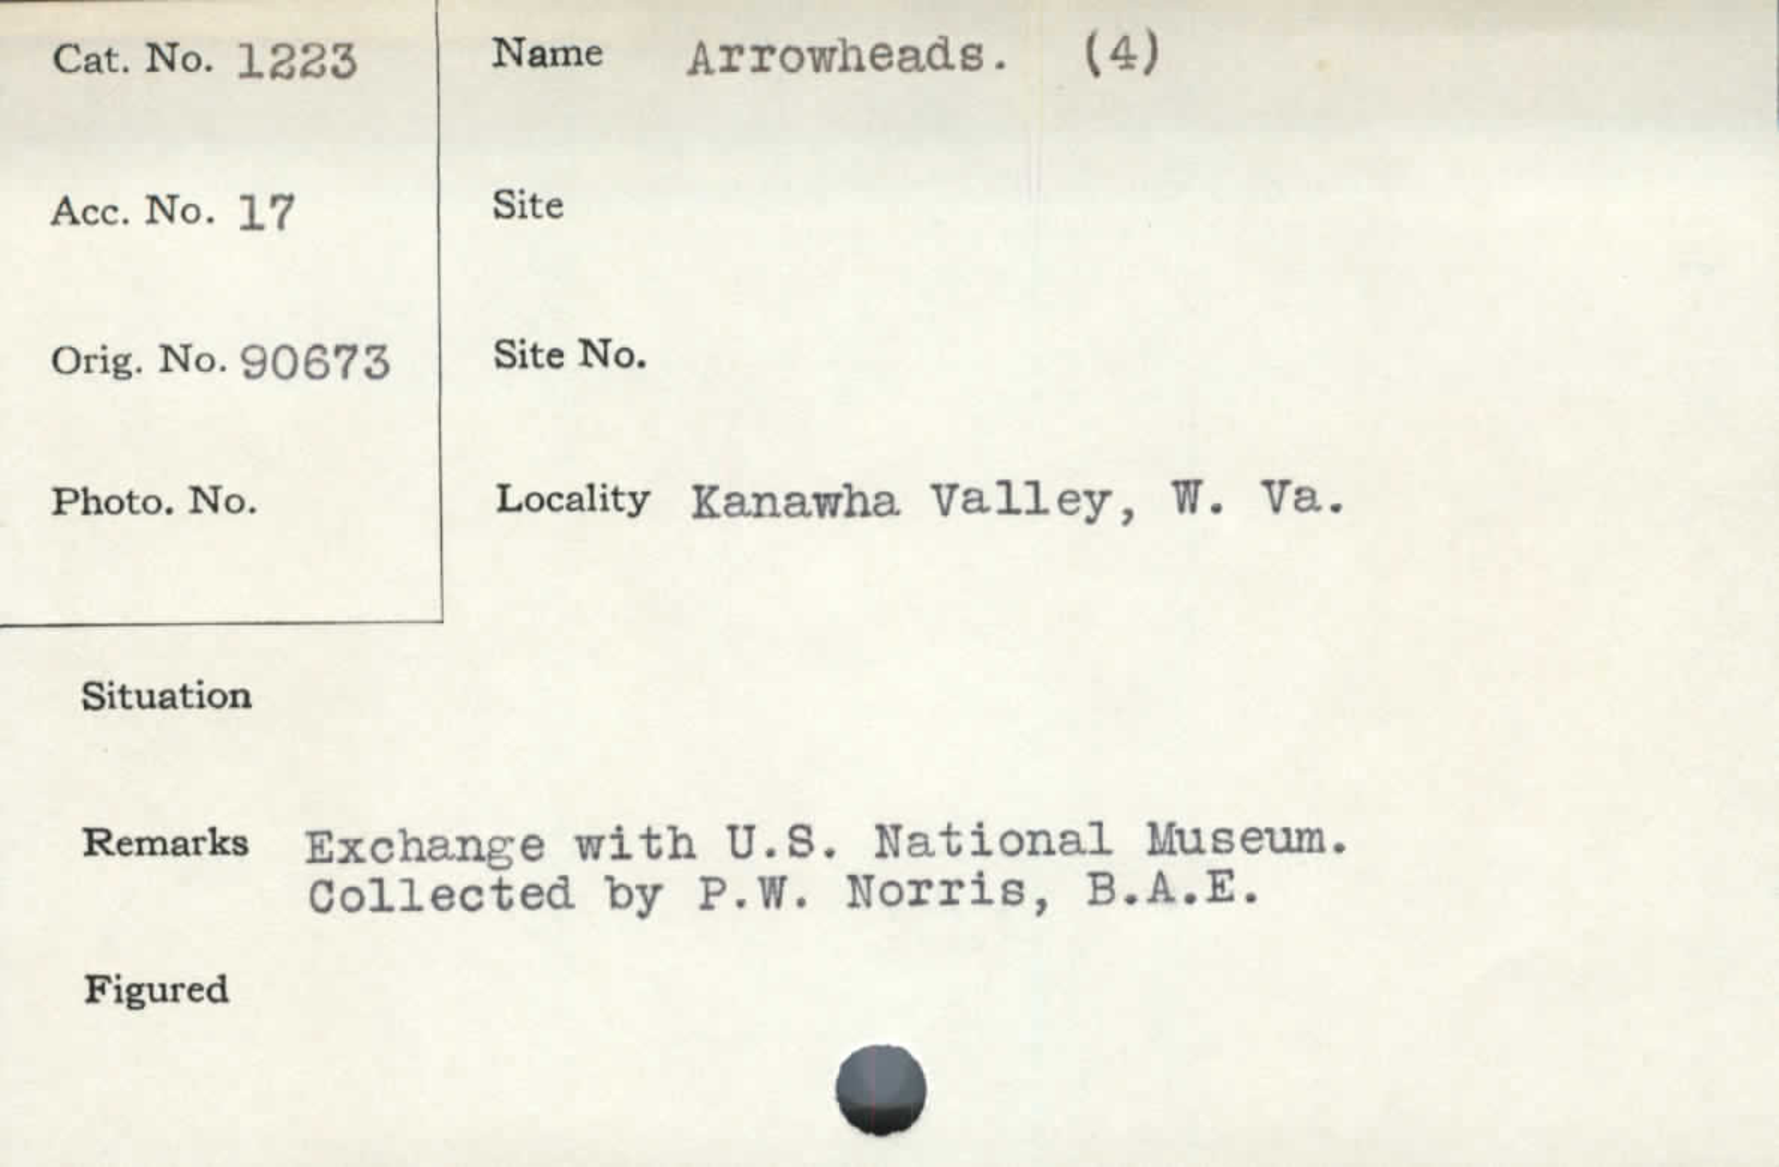 Cat. No. 1223
Name Arrowheads. (4)
Acc. No. 17
Site
Orig. No. 90673
Site No.
Photo. No.
Locality Kanawha Valley, W. Va.
Situation
Remarks Exchange with U.S. National Museum.
Collected by P.W. Norris, B.A.E.
Figured